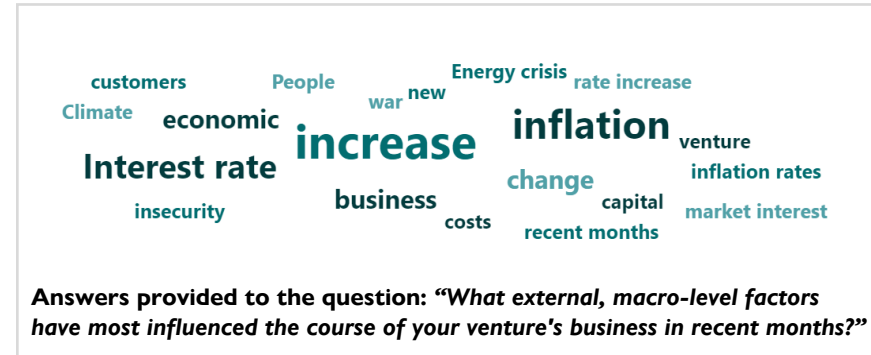 Energy crisis
customers
People
rate increase
war
new
Climate
economic
increase
inflation
venture
Interest rate
inflation rates
change
business
capital
insecurity
market interest
costs
recent months
Answers provided to the question: “What external, macro-level factors
have most influenced the course of your venture's business in recent months?”